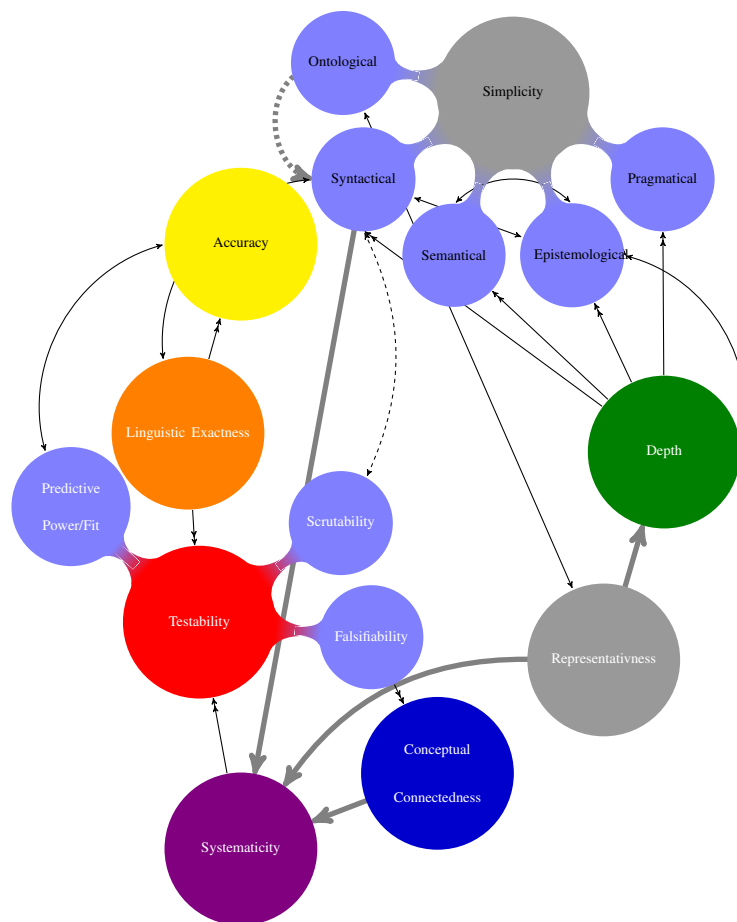 Ontological
Simplicity
Syntactical
Pragmatical
Accuracy
Semantical
Epistemological
Linguistic Exactness
Depth
Predictive
Power/Fit
Scrutability
Testability
Falsifiability
Representativness
Conceptual
Connectedness
Systematicity